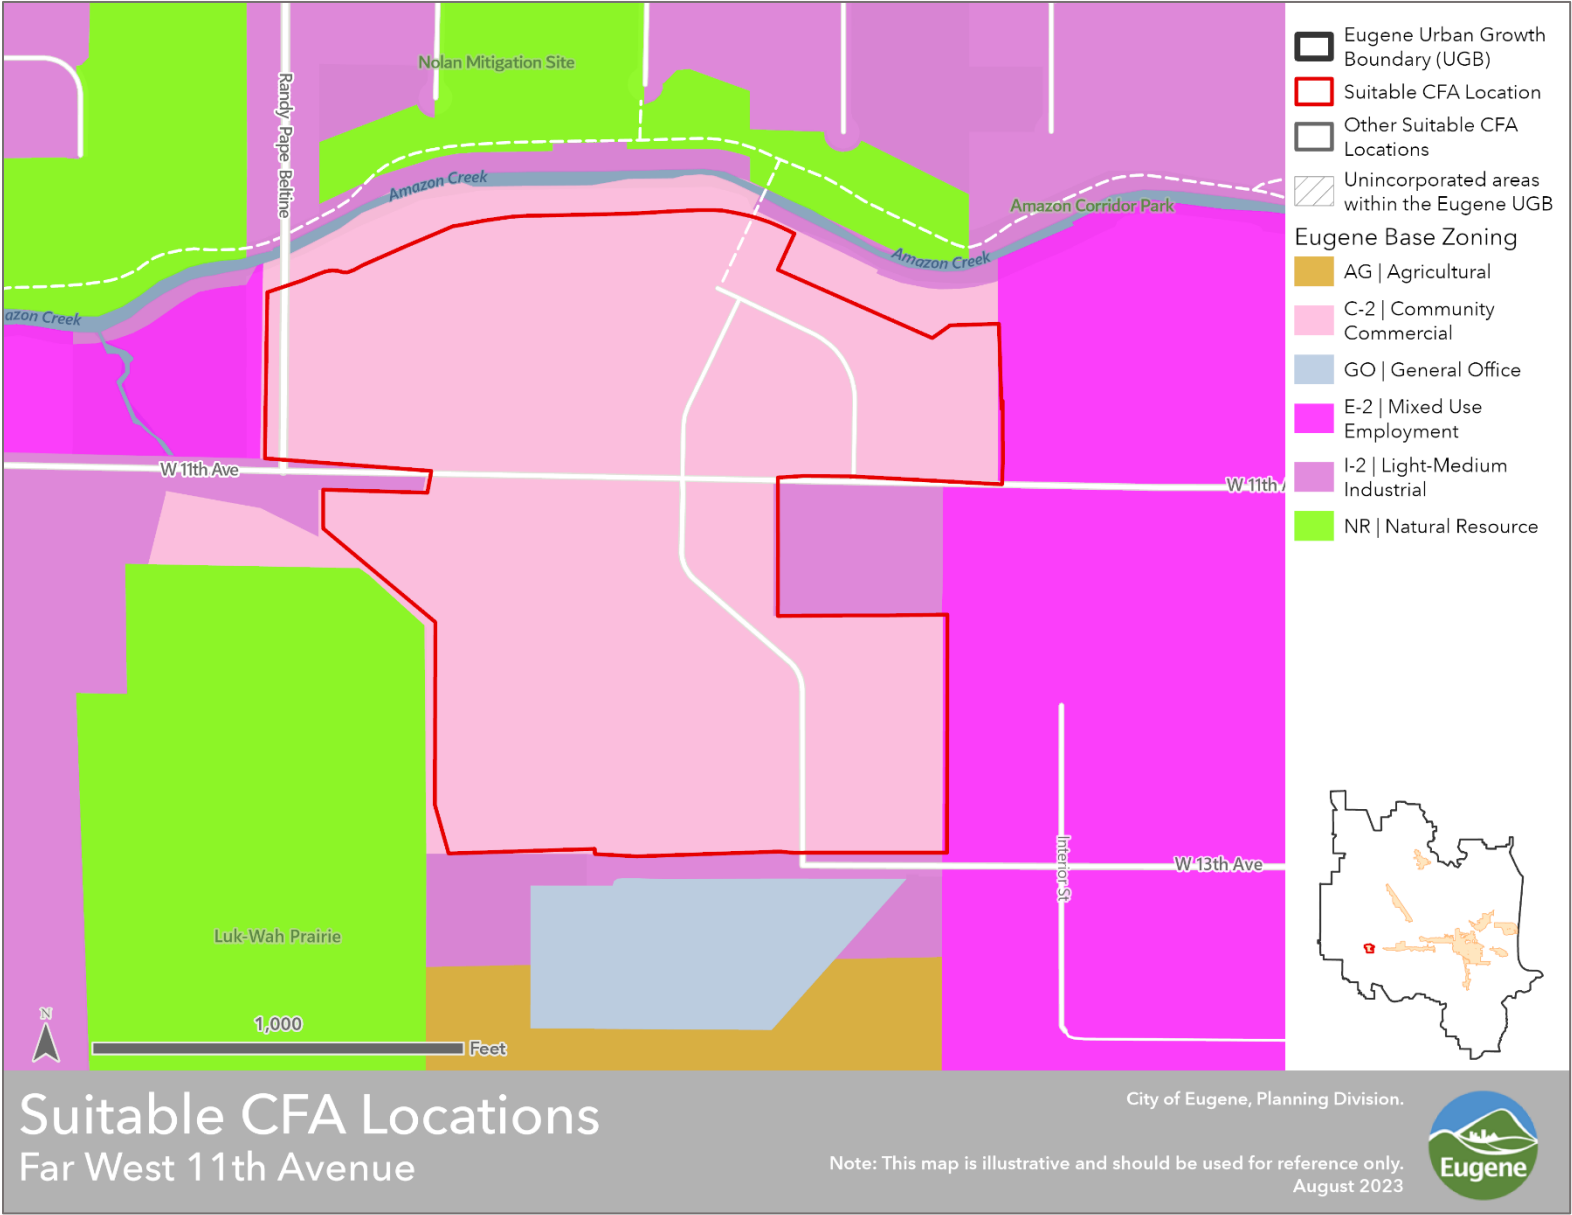 Nolan Mitigation Site
Randy Pape Beltine
Amazon Creek
Amazon Corridor Park
Amazon Creek
azon Creek
W 11th Ave
W 11th A
Interior St
W 13th Ave
Luk-Wah Prairie
N
1,000
Feet
Eugene Urban Growth
Boundary (UGB)
Suitable CFA Location
Other Suitable CFA
Locations
Unincorporated areas
within the Eugene UGB
Eugene Base Zoning
AG | Agricultural
C-2 | Community
Commercial
GO | General Office
E-2 | Mixed Use
Employment
I-2 | Light-Medium
Industrial
NR | Natural Resource
Suitable CFA Locations
Far West 11th Avenue
City of Eugene, Planning Division.
Note: This map is illustrative and should be used for reference only.
August 2023
Eugene